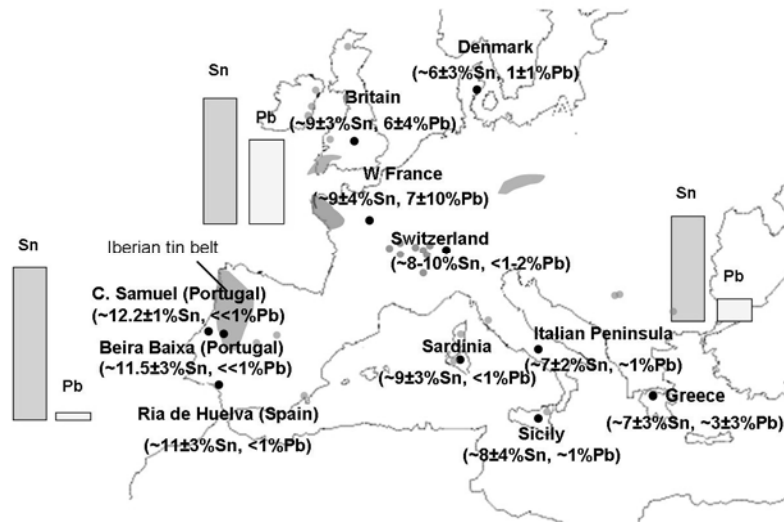 Denmark
(~6±3%Sn, 1±1%Pb)
Sn
Britain
Pb
(~9±3%Sn, 6±4%Pb)
W France
(~9±4%Sn, 7±10%Pb)
Sn
Iberian tin belt
Sn
Switzerland
(~8-10%Sn, <1-2%Pb)
Pb
C. Samuel (Portugal)
(~12.2±1%Sn, <<1%Pb)
Beira Baixa (Portugal)
(~11.5±3%Sn, <<1%Pb)
Pb
Sardinia
(~9±3%Sn, <1%Pb)
Italian Peninsula
(~7±2%Sn, ~1%Pb)
Greece
(~7±3%Sn, ~3±3%Pb)
Ria de Huelva (Spain)
(~11±3%Sn, <1%Pb)
Sicily
(~8±4%Sn, ~1%Pb)